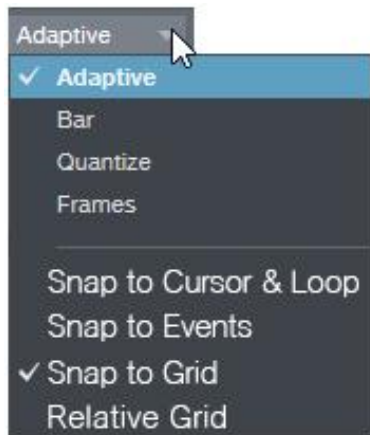 Adaptive
Adaptive
Bar
Quantize
Frames
Snap to Cursor & Loop
Snap to Events
Snap to Grid
Relative Grid